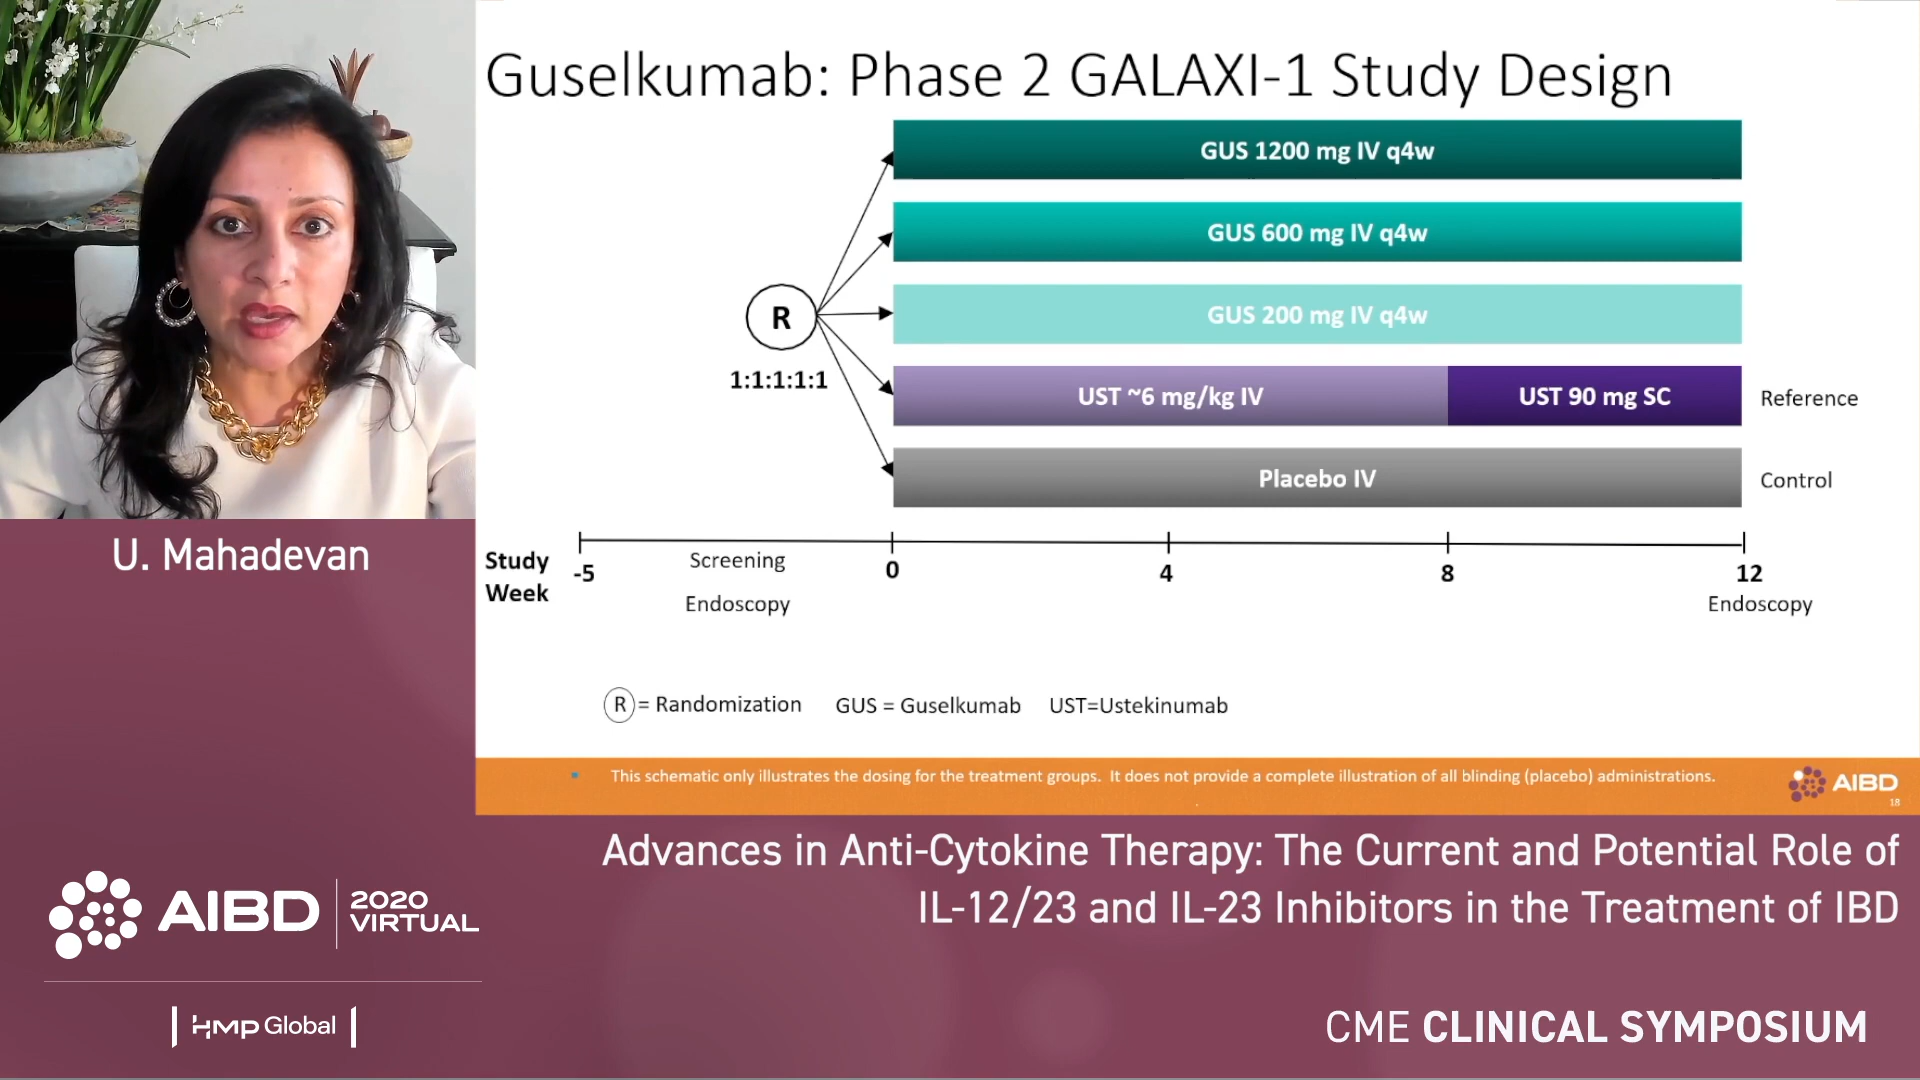 Guselkumab: Phase 2 GALAXI-1 Study Design
GUS 1200 mg IV q4w
GUS 600 mg IV q4w
GUS 200 mg IV q4w
R
1:1:1:1:1
UST ~6 mg/kg IV
UST 90 mg SC
Reference
Placebo IV
Control
Study
Week
-5
Screening
Endoscopy
0
4
8
12
Endoscopy
R = Randomization GUS = Guselkumab UST=Ustekinumab
This schematic only illustrates the dosing for the treatment groups. It does not provide a complete illustration of all blinding (placebo) administrations.
AIBD
18
U. Mahadevan
Advances in Anti-Cytokine Therapy: The Current and Potential Role of
IL-12/23 and IL-23 Inhibitors in the Treatment of IBD
AIBD
2020
VIRTUAL
HMP Global
CME CLINICAL SYMPOSIUM